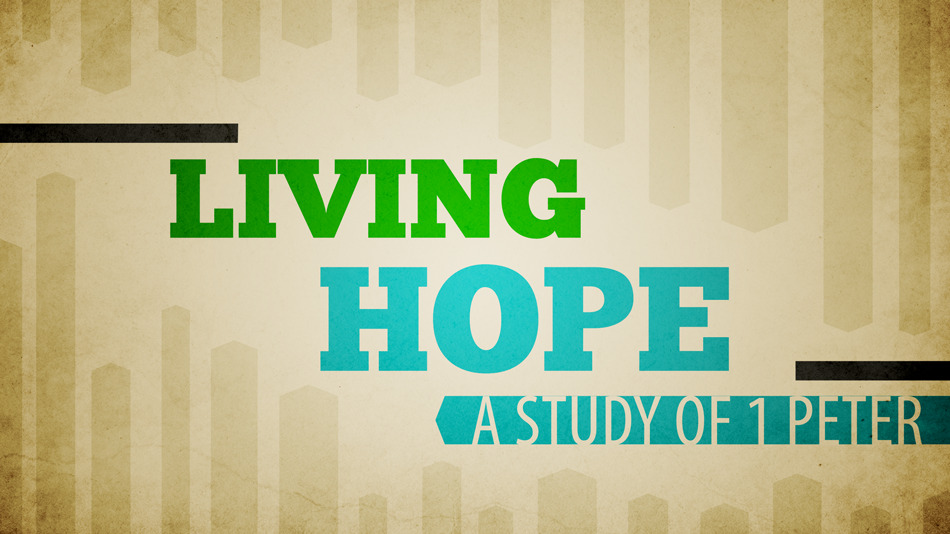 LIVING
HOPE
A STUDY OF 1 PETER